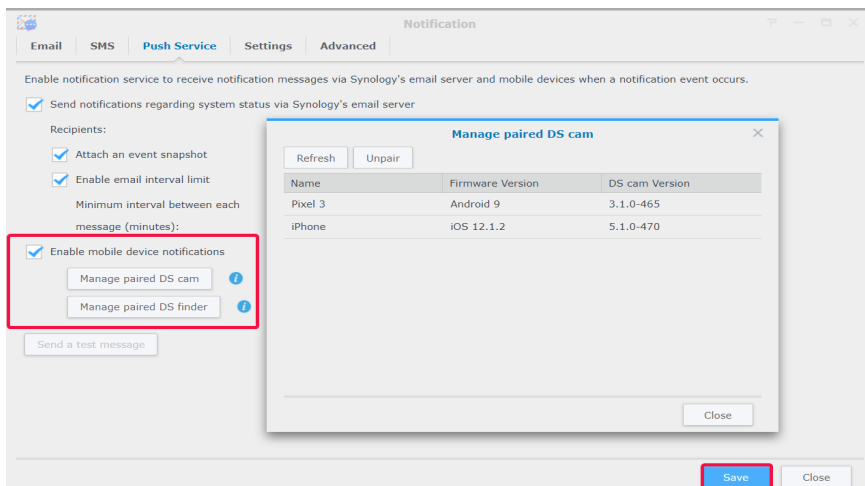 Notification
Email SMS Push Service Settings Advanced
Enable notification service to receive notification messages via Synology's email server and mobile devices when a notification event occurs.
Send notifications regarding system status via Synology's email server
Recipients:
Attach an event snapshot
Enable email interval limit
Minimum interval between each
message (minutes):
Enable mobile device notifications
Manage paired DS cam i
Manage paired DS finder i
Send a test message
Manage paired DS cam
Refresh Unpair
Name Firmware Version DS cam Version
Pixel 3 Android 9 3.1.0-465
iPhone iOS 12.1.2 5.1.0-470
Close
Save Close